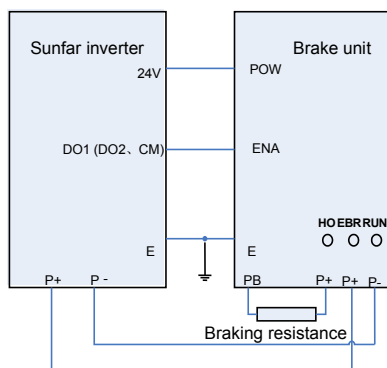 Sunfar inverter
Brake unit
24V
POW
DO1 (DO2、CM)
ENA
HO EBR RUN
E
E
P+
P -
PB
P+
P+
P-
Braking resistance